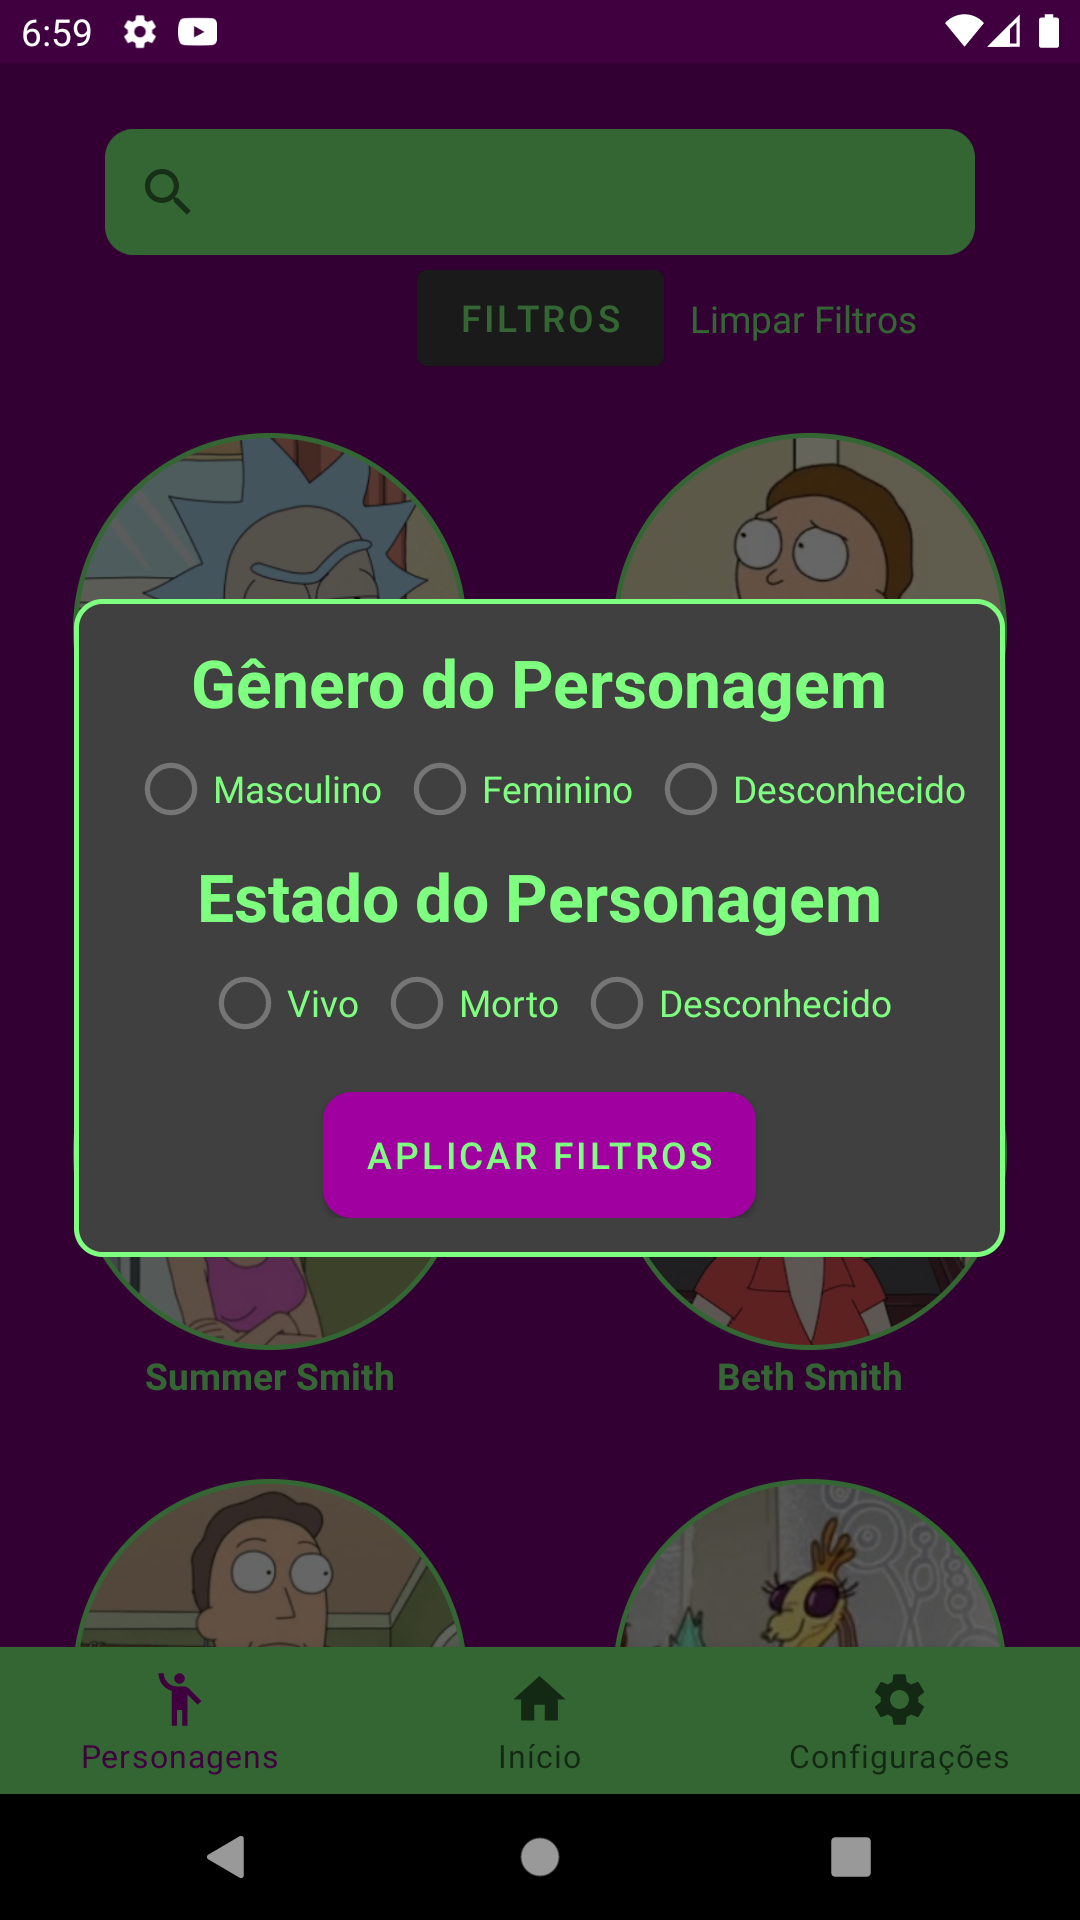 6:59
FILTROS
Limpar Filtros
Gênero do Personagem
Masculino Feminino Desconhecido
Estado do Personagem
Vivo Morto Desconhecido
APLICAR FILTROS
Summer Smith Beth Smith
Personagens Início Configurações